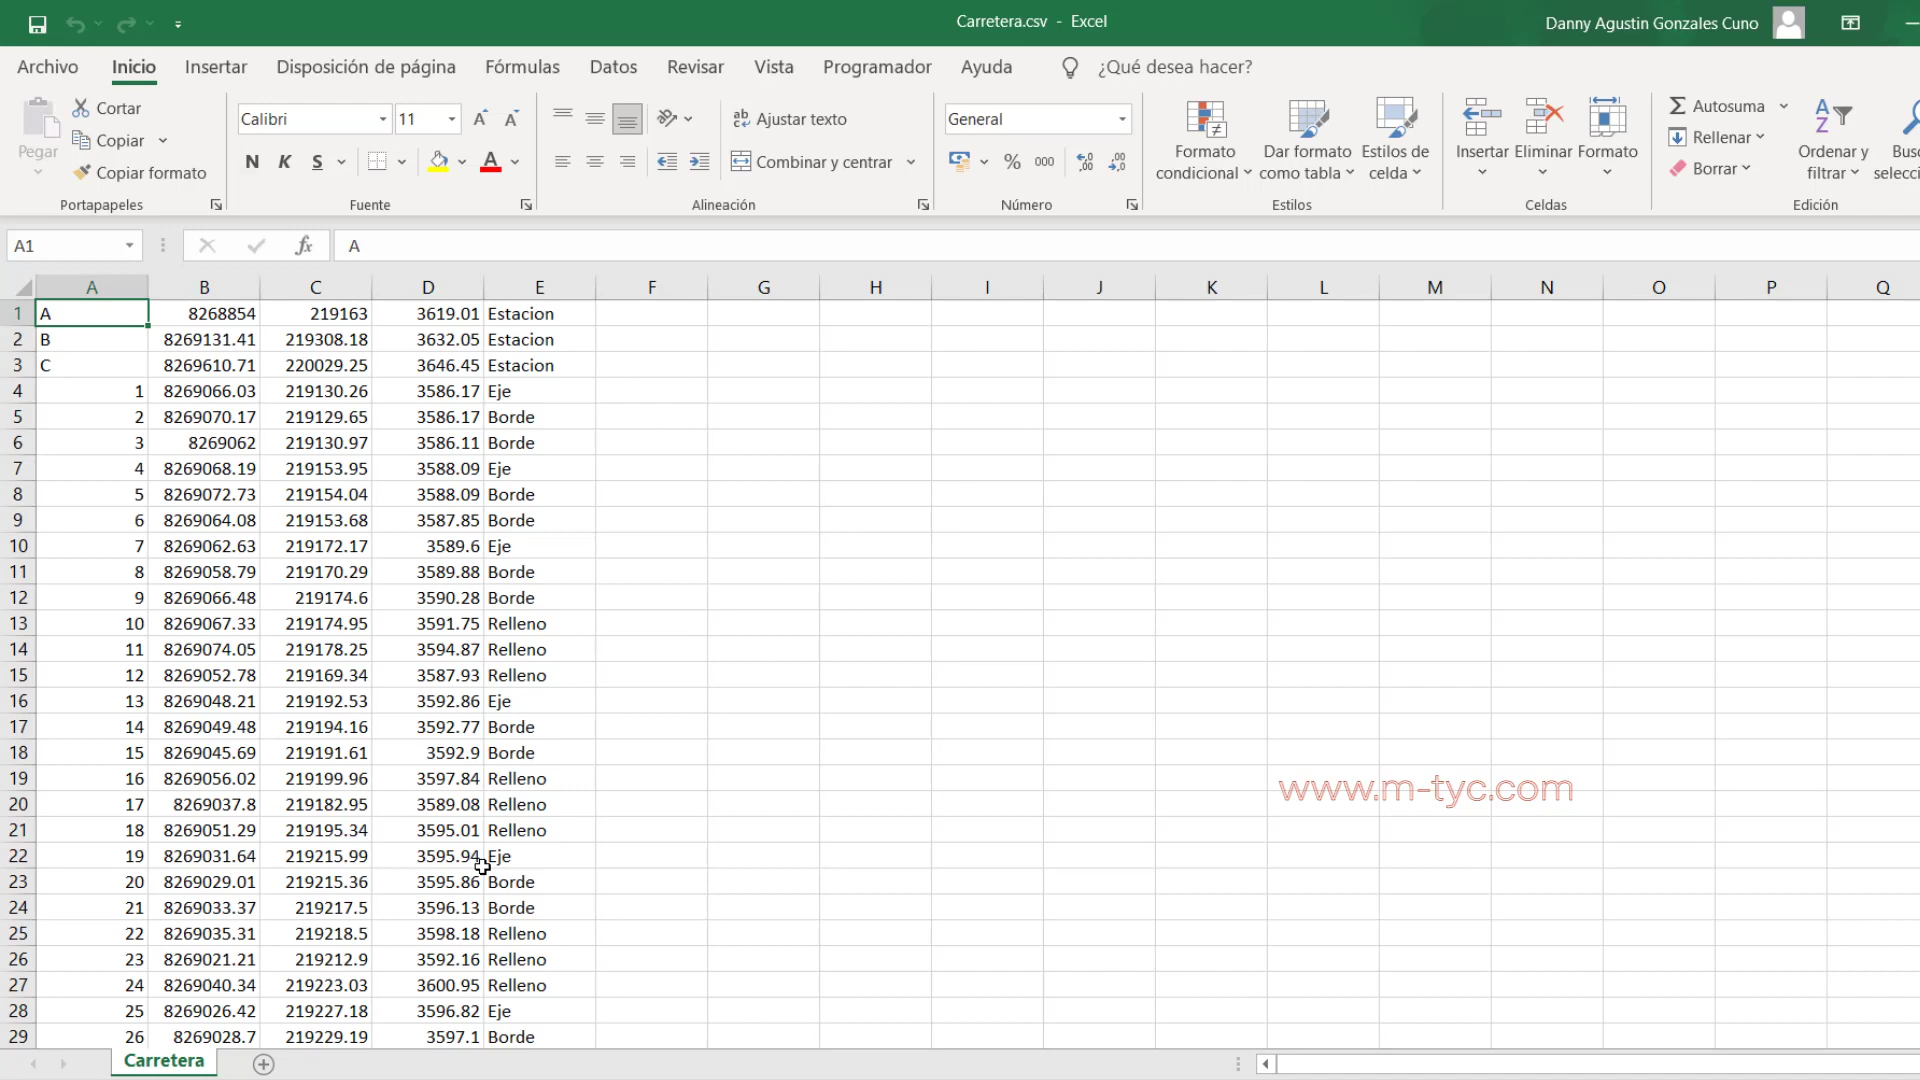 Carretera.csv - Excel
Danny Agustin Gonzales Cuno
Archivo Inicio Insertar Disposición de página Fórmulas Datos Revisar Vista Programador Ayuda ¿Qué desea hacer?
Pegar
Cortar
Copiar
Copiar formato
Portapapeles
Calibri 11
N K S A
Fuente
Ajustar texto
Combinar y centrar
Alineación
General
% 000
Número
Formato condicional
Dar formato como tabla
Estilos de celda
Estilos
Insertar Eliminar Formato
Celdas
Autosuma
Rellenar
Borrar
Ordenar y filtrar
Edición
A1 fx A
A B C D E F G H I J K L M N O P Q
1 A 8268854 219163 3619.01 Estacion
2 B 8269131.41 219308.18 3632.05 Estacion
3 C 8269610.71 220029.25 3646.45 Estacion
4 1 8269066.03 219130.26 3586.17 Eje
5 2 8269070.17 219129.65 3586.17 Borde
6 3 8269062 219130.97 3586.11 Borde
7 4 8269068.19 219153.95 3588.09 Eje
8 5 8269072.73 219154.04 3588.09 Borde
9 6 8269064.08 219153.68 3587.85 Borde
10 7 8269062.63 219172.17 3589.6 Eje
11 8 8269058.79 219170.29 3589.88 Borde
12 9 8269066.48 219174.6 3590.28 Borde
13 10 8269067.33 219174.95 3591.75 Relleno
14 11 8269074.05 219178.25 3594.87 Relleno
15 12 8269052.78 219169.34 3587.93 Relleno
16 13 8269048.21 219192.53 3592.86 Eje
17 14 8269049.48 219194.16 3592.77 Borde
18 15 8269045.69 219191.61 3592.9 Borde
19 16 8269056.02 219199.96 3597.84 Relleno
20 17 8269037.8 219182.95 3589.08 Relleno
21 18 8269051.29 219195.34 3595.01 Relleno
22 19 8269031.64 219215.99 3595.94 Eje
23 20 8269029.01 219215.36 3595.86 Borde
24 21 8269033.37 219217.5 3596.13 Borde
25 22 8269035.31 219218.5 3598.18 Relleno
26 23 8269021.21 219212.9 3592.16 Relleno
27 24 8269040.34 219223.03 3600.95 Relleno
28 25 8269026.42 219227.18 3596.82 Eje
29 26 8269028.7 219229.19 3597.1 Borde
www.m-tyc.com
Carretera